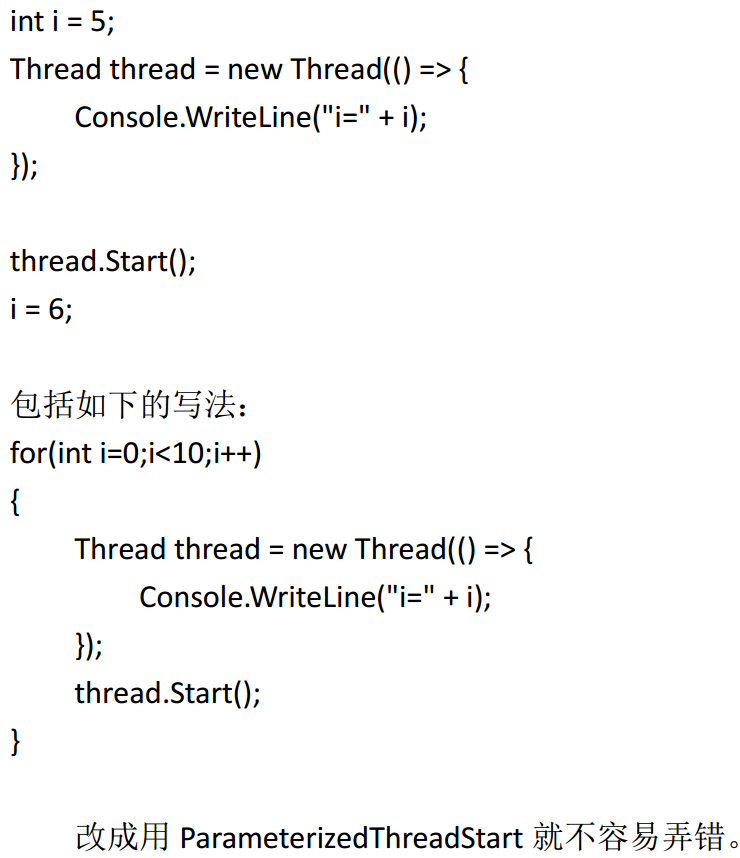 int i = 5;
Thread thread = new Thread(() => {
Console.WriteLine("i=" + i);
});
thread.Start();
i = 6;
包括如下的写法：
for(int i=0;i<10;i++)
{
Thread thread = new Thread(() => {
Console.WriteLine("i=" + i);
});
thread.Start();
}
改成用 ParameterizedThreadStart 就不容易弄错。